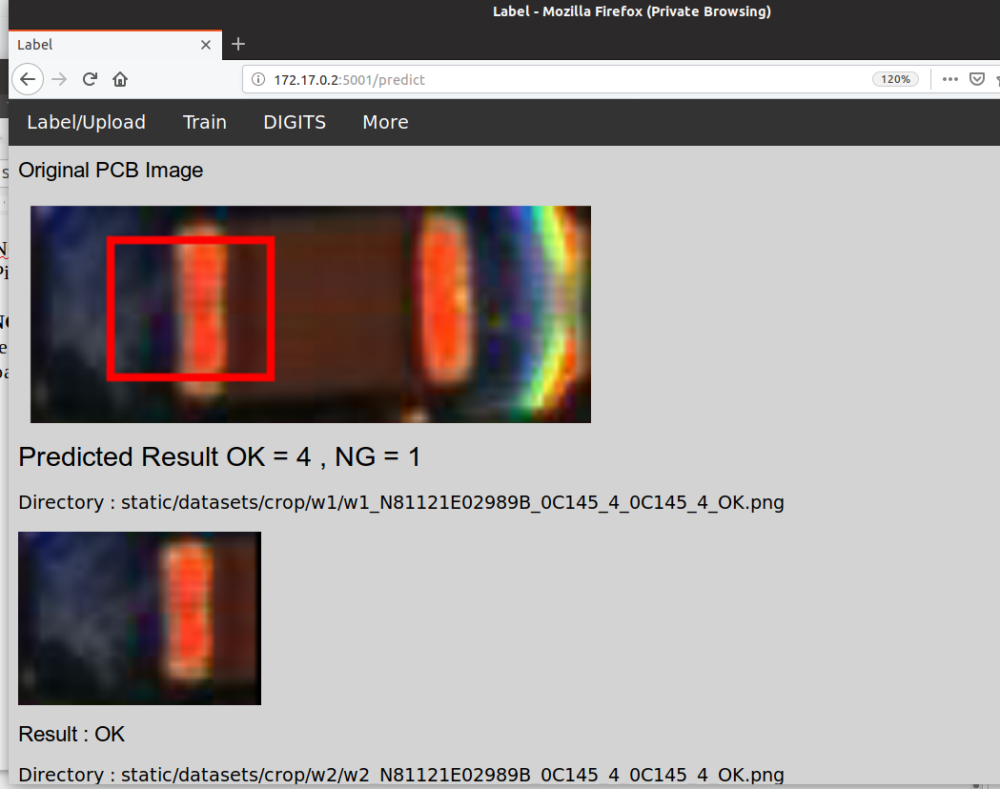 Label - Mozilla Firefox (Private Browsing)
Label
172.17.0.2:5001/predict
120%
Label/Upload Train DIGITS More
Original PCB Image
Predicted Result OK = 4 , NG = 1
Directory : static/datasets/crop/w1/w1_N81121E02989B_0C145_4_0C145_4_OK.png
Result : OK
Directory : static/datasets/crop/w2/w2_N81121E02989B_0C145_4_0C145_4_OK.png